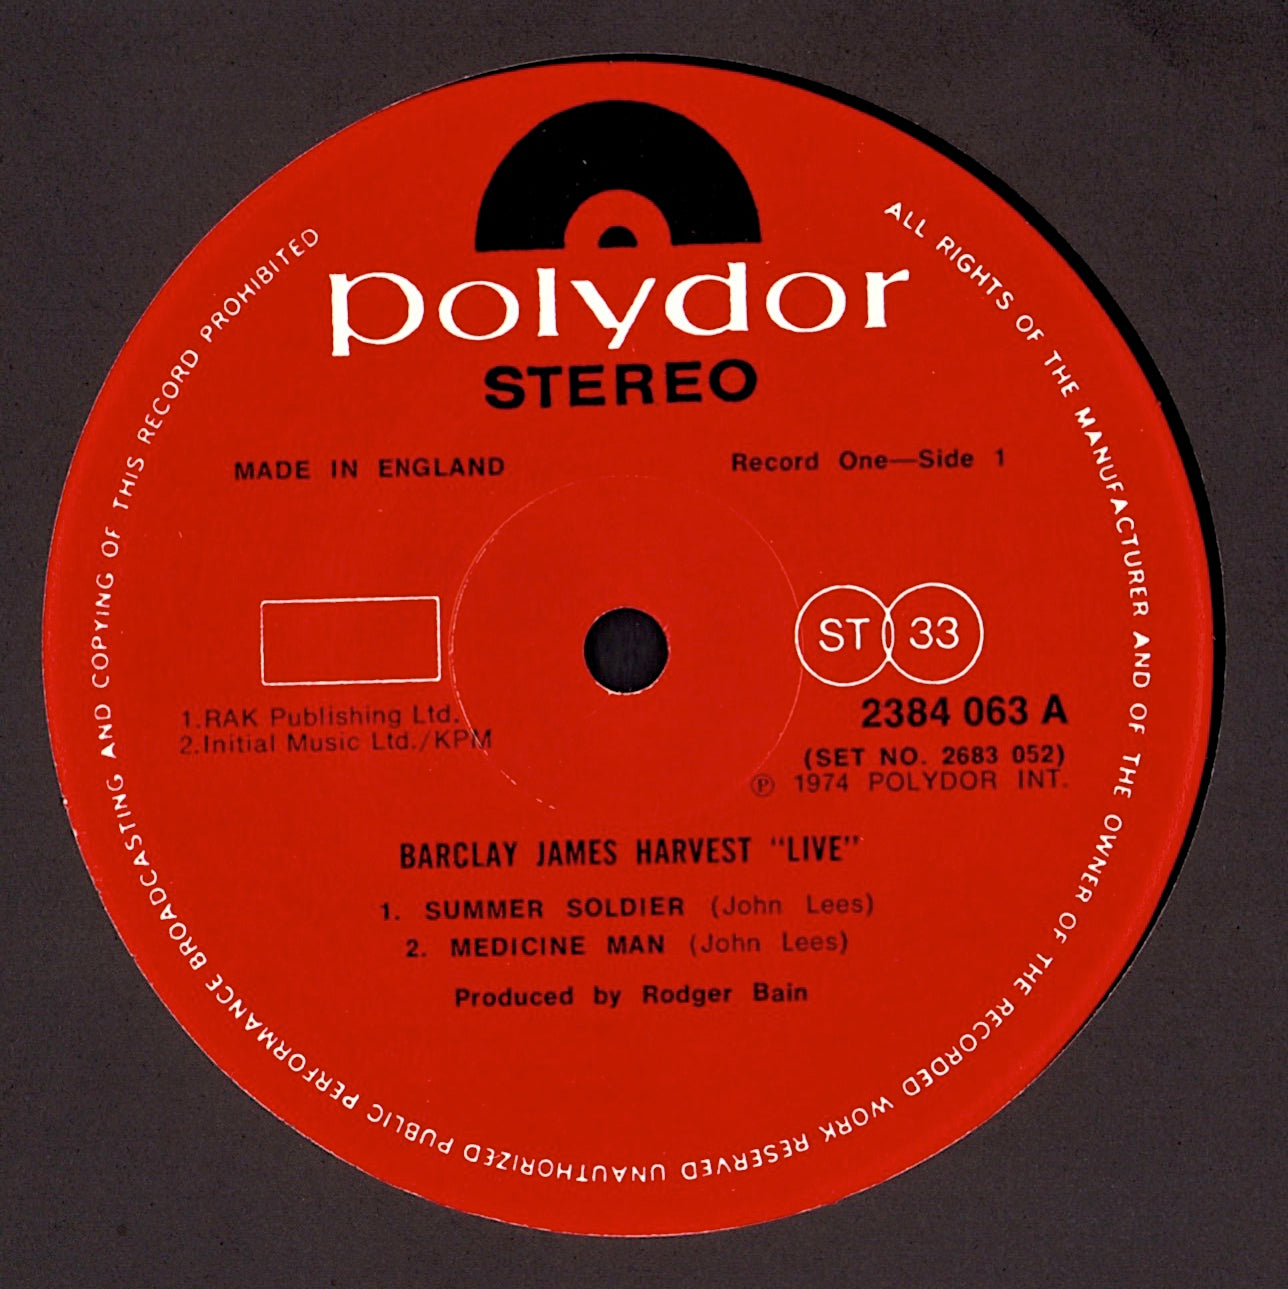 polydor
STEREO
MADE IN ENGLAND
Record One—Side 1
ST 33
1.RAK Publishing Ltd.
2.Initial Music Ltd./KPM
2384 063 A
(SET NO. 2683 052)
Ⓟ 1974 POLYDOR INT.
BARCLAY JAMES HARVEST "LIVE"
1. SUMMER SOLDIER (John Lees)
2. MEDICINE MAN (John Lees)
Produced by Rodger Bain
ALL RIGHTS OF THE MANUFACTURER AND OF THE OWNER OF THE RECORDED WORK RESERVED UNAUTHORIZED PUBLIC PERFORMANCE BROADCASTING AND COPYING OF THIS RECORD PROHIBITED